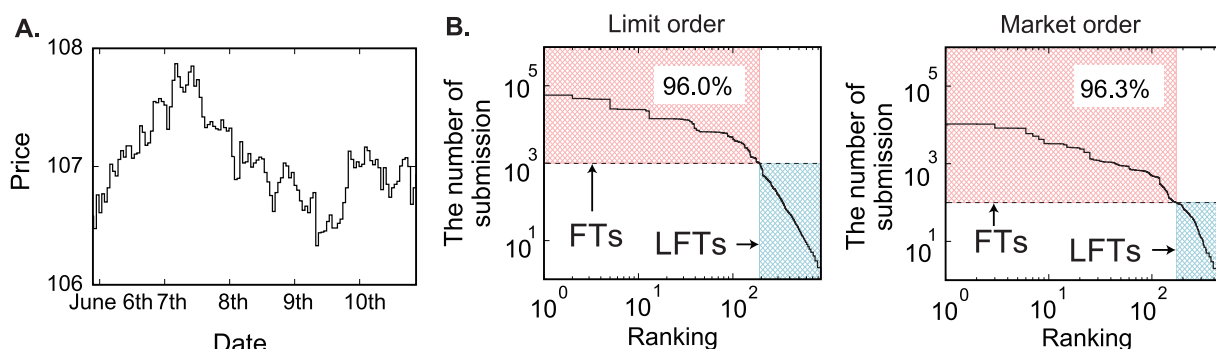 A.
108
107
106
Price
June 6th 7th 8th 9th 10th
Date
B.
Limit order
96.0%
10^5
10^3
10^1
The number of
submission
FTs
LFTs
10^0 10^1 10^2
Ranking
Market order
96.3%
10^5
10^3
10^1
The number of
submission
FTs
LFTs
10^0 10^1 10^2
Ranking